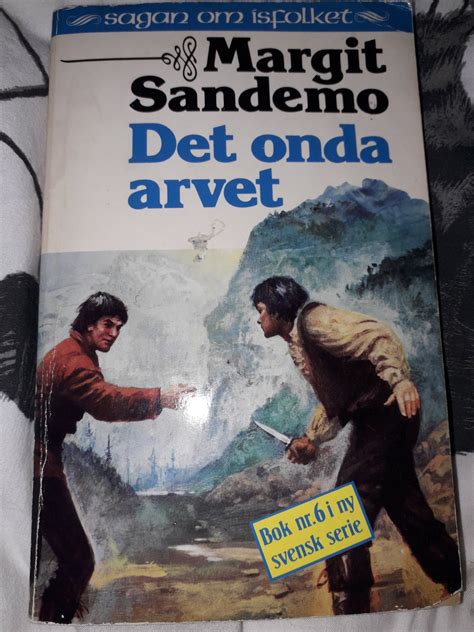 sagan om isfolket
Margit
Sandemo
Det onda
arvet
Bok nr.6 i ny
svensk serie